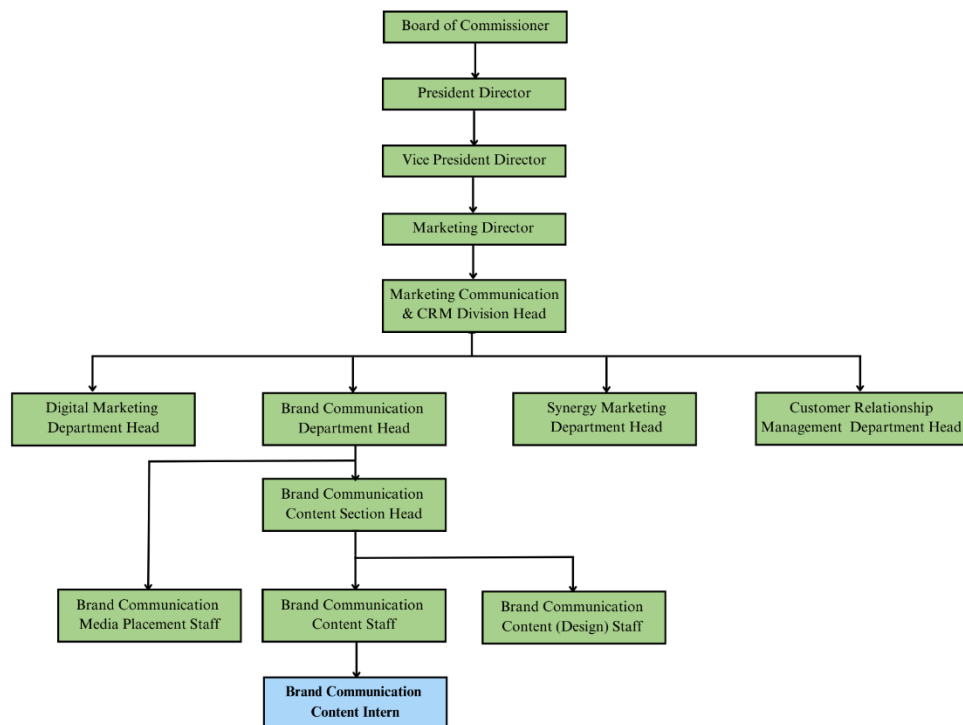 Board of Commissioner
President Director
Vice President Director
Marketing Director
Marketing Communication
& CRM Division Head
Digital Marketing
Department Head
Brand Communication
Department Head
Synergy Marketing
Department Head
Customer Relationship
Management Department Head
Brand Communication
Content Section Head
Brand Communication
Media Placement Staff
Brand Communication
Content Staff
Brand Communication
Content (Design) Staff
Brand Communication
Content Intern